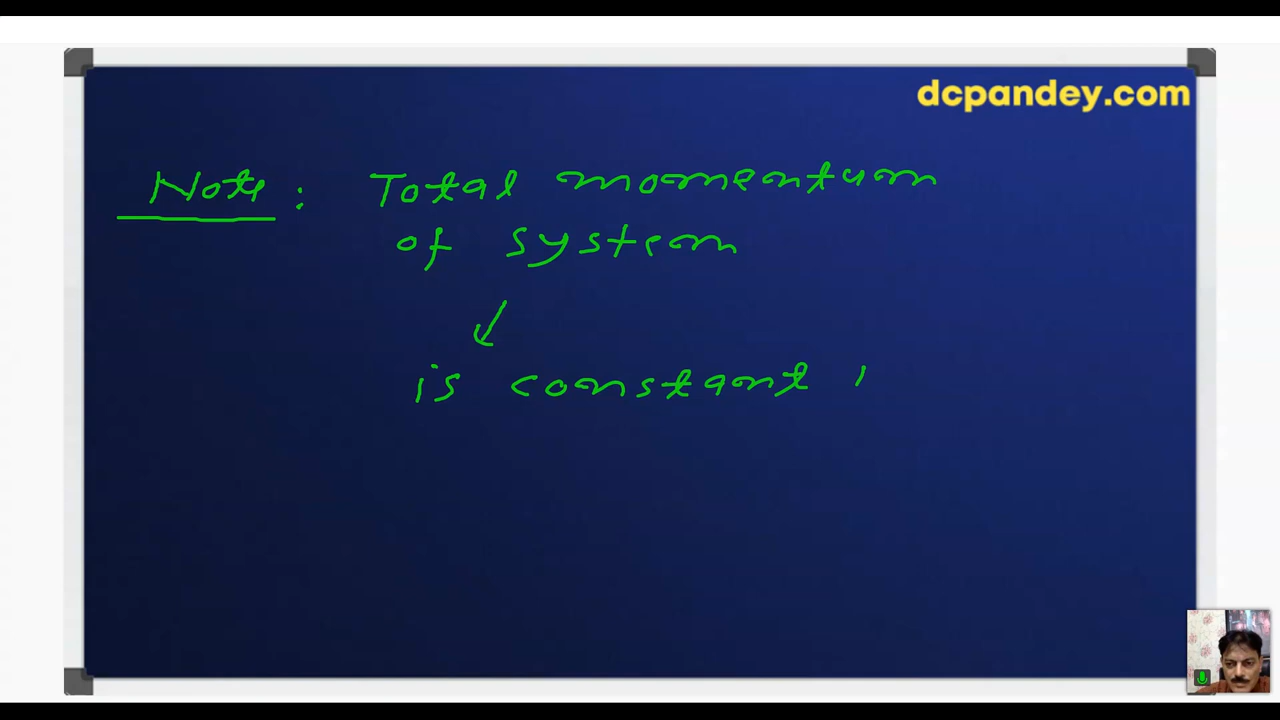 dcpandey.com
Note : Total momentum
of system
↓
is constant